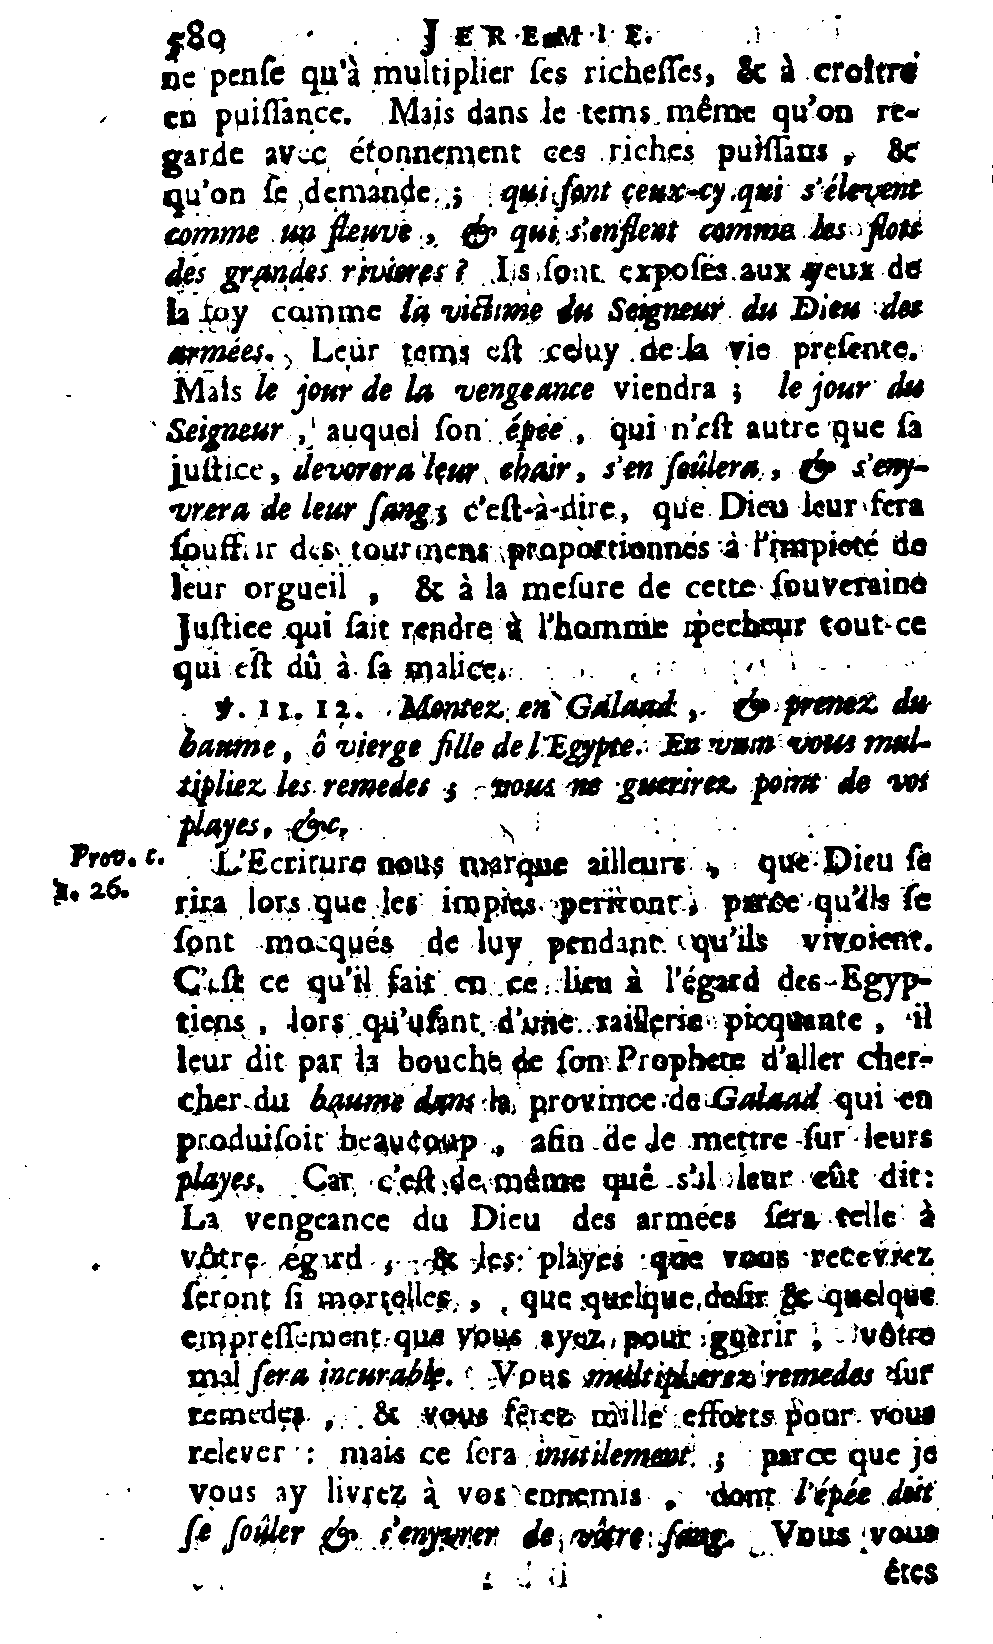 580 JEREMIE.
ne penſe qu'à multiplier ſes richeſſes, & à croître
en puiſſance. Mais dans le tems même qu'on re-
garde avec étonnement ces riches puiſſans, &
qu'on ſe demande; qui ſont ceux-cy qui s'élevent
comme un fleuve, & qui s'enflent comme les flots
des grandes rivieres? Ils ſont expoſés aux yeux de
la foy comme la victime du Seigneur du Dieu des
armées. Leur tems eſt celuy de la vie preſente.
Mais le jour de la vengeance viendra; le jour du
Seigneur, auquel ſon épée, qui n'eſt autre que ſa
juſtice, devorera leur chair, s'en ſoûlera, & s'eny-
vrera de leur ſang; c'eſt-à-dire, que Dieu leur fera
ſouffrir des tourmens proportionnés à l'impieté de
leur orgueil, & à la meſure de cette ſouveraine
Juſtice qui ſait rendre à l'homme pecheur tout ce
qui eſt dû à ſa malice.
℣. 11. 12. Montez en Galaad, & prenez du
baume, ô vierge fille de l'Egypte. En vain vous mul-
tipliez les remedes; vous ne guerirez point de vos
playes, &c.
Prov. c.
1. 26.
L'Ecriture nous marque ailleurs, que Dieu ſe
rira lors que les impies periront, parce qu'ils ſe
ſont mocqués de luy pendant qu'ils vivoient.
C'eſt ce qu'il fait en ce lieu à l'égard des Egyp-
tiens, lors qu'uſant d'une raillerie picquante, il
leur dit par la bouche de ſon Prophete d'aller cher-
cher du baume dans la province de Galaad qui en
produiſoit beaucoup, afin de le mettre ſur leurs
playes. Car c'eſt de même que s'il leur eût dit:
La vengeance du Dieu des armées ſera telle à
vôtre égard, & les playes que vous recevrez
ſeront ſi mortelles, que quelque deſir & quelque
empreſſement que vous ayez pour guerir, vôtre
mal ſera incurable. Vous multiplierez remedes ſur
remedes, & vous ferez mille efforts pour vous
relever: mais ce ſera inutilement; parce que je
vous ay livrez à vos ennemis, dont l'épée doit
ſe ſoûler & s'enyvrer de vôtre ſang. Vous vous
êtes